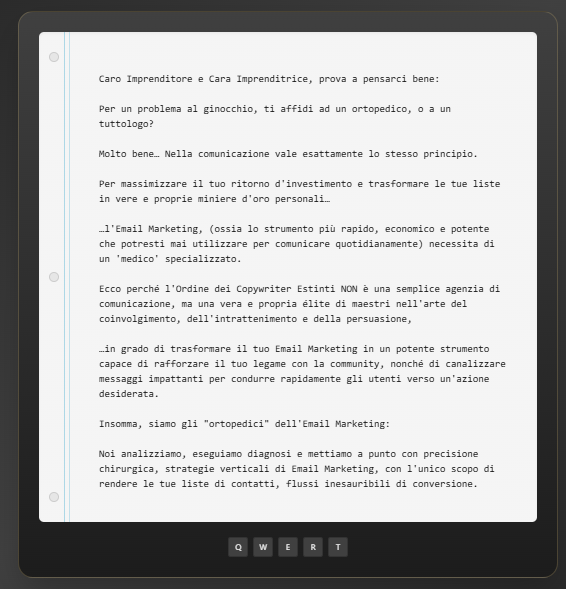 Caro Imprenditore e Cara Imprenditrice, prova a pensarci bene:
Per un problema al ginocchio, ti affidi ad un ortopedico, o a un
tuttologo?
Molto bene… Nella comunicazione vale esattamente lo stesso principio.
Per massimizzare il tuo ritorno d'investimento e trasformare le tue liste
in vere e proprie miniere d'oro personali…
…l'Email Marketing, (ossia lo strumento più rapido, economico e potente
che potresti mai utilizzare per comunicare quotidianamente) necessita di
un 'medico' specializzato.
Ecco perché l'Ordine dei Copywriter Estinti NON è una semplice agenzia di
comunicazione, ma una vera e propria élite di maestri nell'arte del
coinvolgimento, dell'intrattenimento e della persuasione,
…in grado di trasformare il tuo Email Marketing in un potente strumento
capace di rafforzare il tuo legame con la community, nonché di canalizzare
messaggi impattanti per condurre rapidamente gli utenti verso un'azione
desiderata.
Insomma, siamo gli "ortopedici" dell'Email Marketing:
Noi analizziamo, eseguiamo diagnosi e mettiamo a punto con precisione
chirurgica, strategie verticali di Email Marketing, con l'unico scopo di
rendere le tue liste di contatti, flussi inesauribili di conversione.
Q W E R T